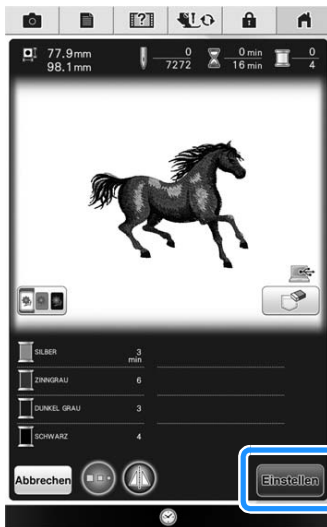 77.9mm
98.1mm
0
7272
0 min
16 min
0
4
SILBER 3
min
ZINNGRAU 6
DUNKEL GRAU 3
SCHWARZ 4
Abbrechen
Einstellen